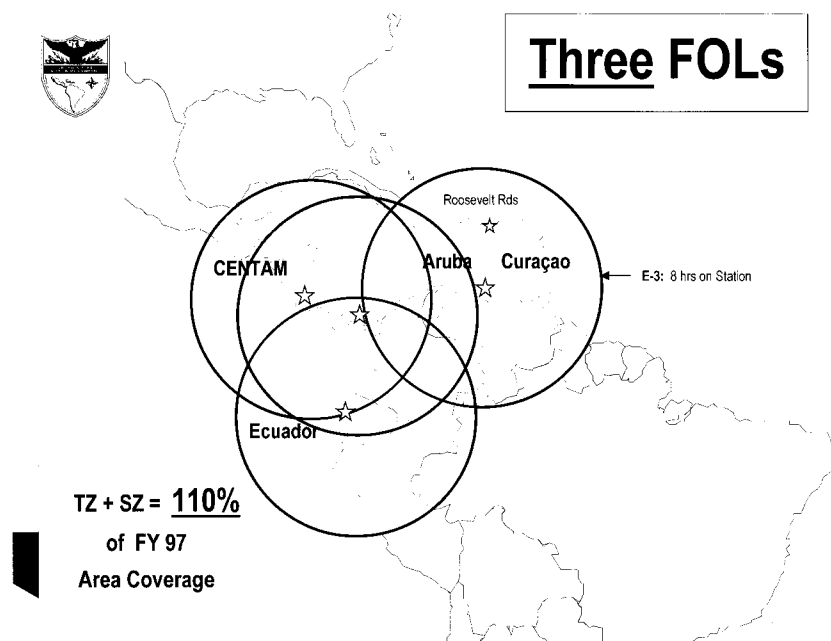 Three FOLs
Roosevelt Rds
CENTAM
Aruba Curaçao
E-3: 8 hrs on Station
Ecuador
TZ + SZ = 110%
of FY 97
Area Coverage